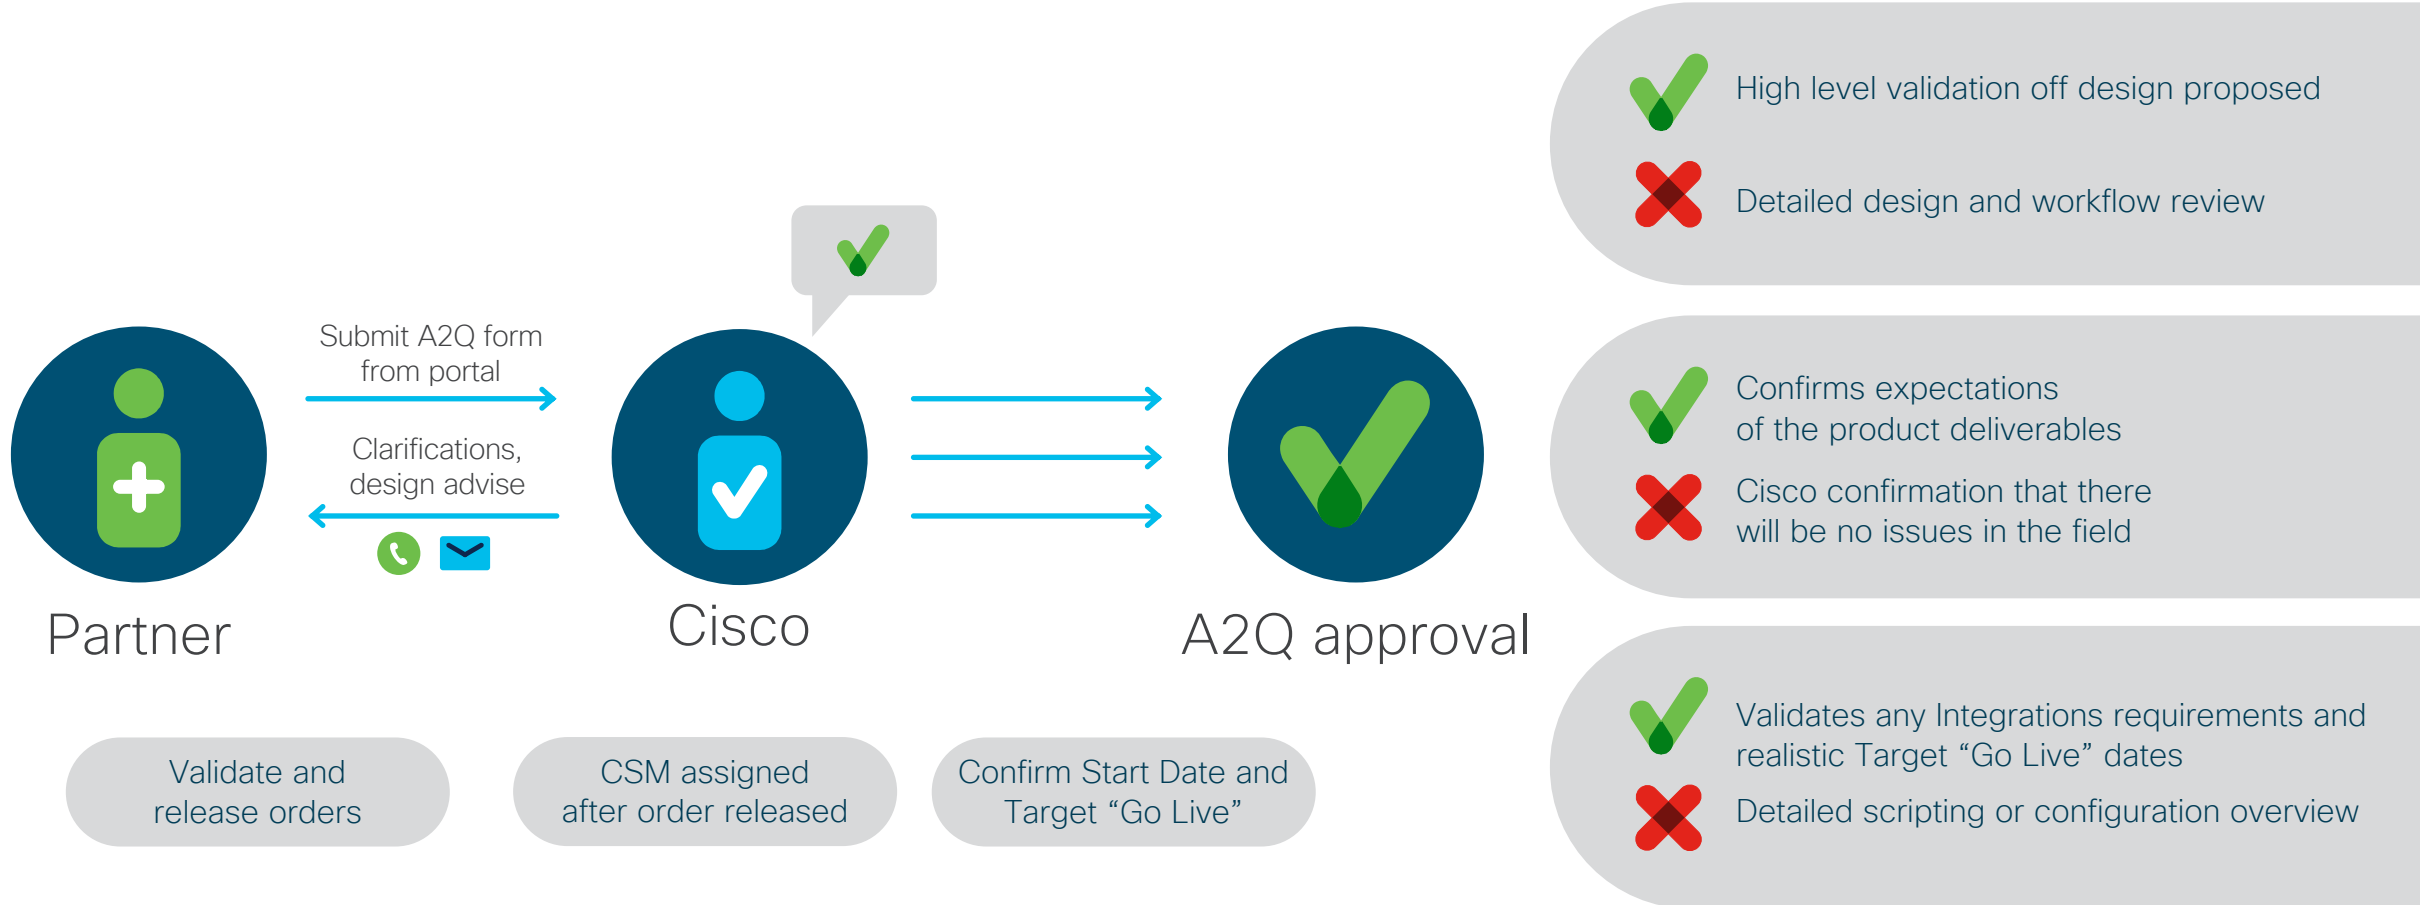 Submit A2Q form
from portal
Clarifications,
design advise
Partner
Cisco
A2Q approval
Validate and
release orders
CSM assigned
after order released
Confirm Start Date and
Target “Go Live”
High level validation off design proposed
Detailed design and workflow review
Confirms expectations
of the product deliverables
Cisco confirmation that there
will be no issues in the field
Validates any Integrations requirements and
realistic Target “Go Live” dates
Detailed scripting or configuration overview